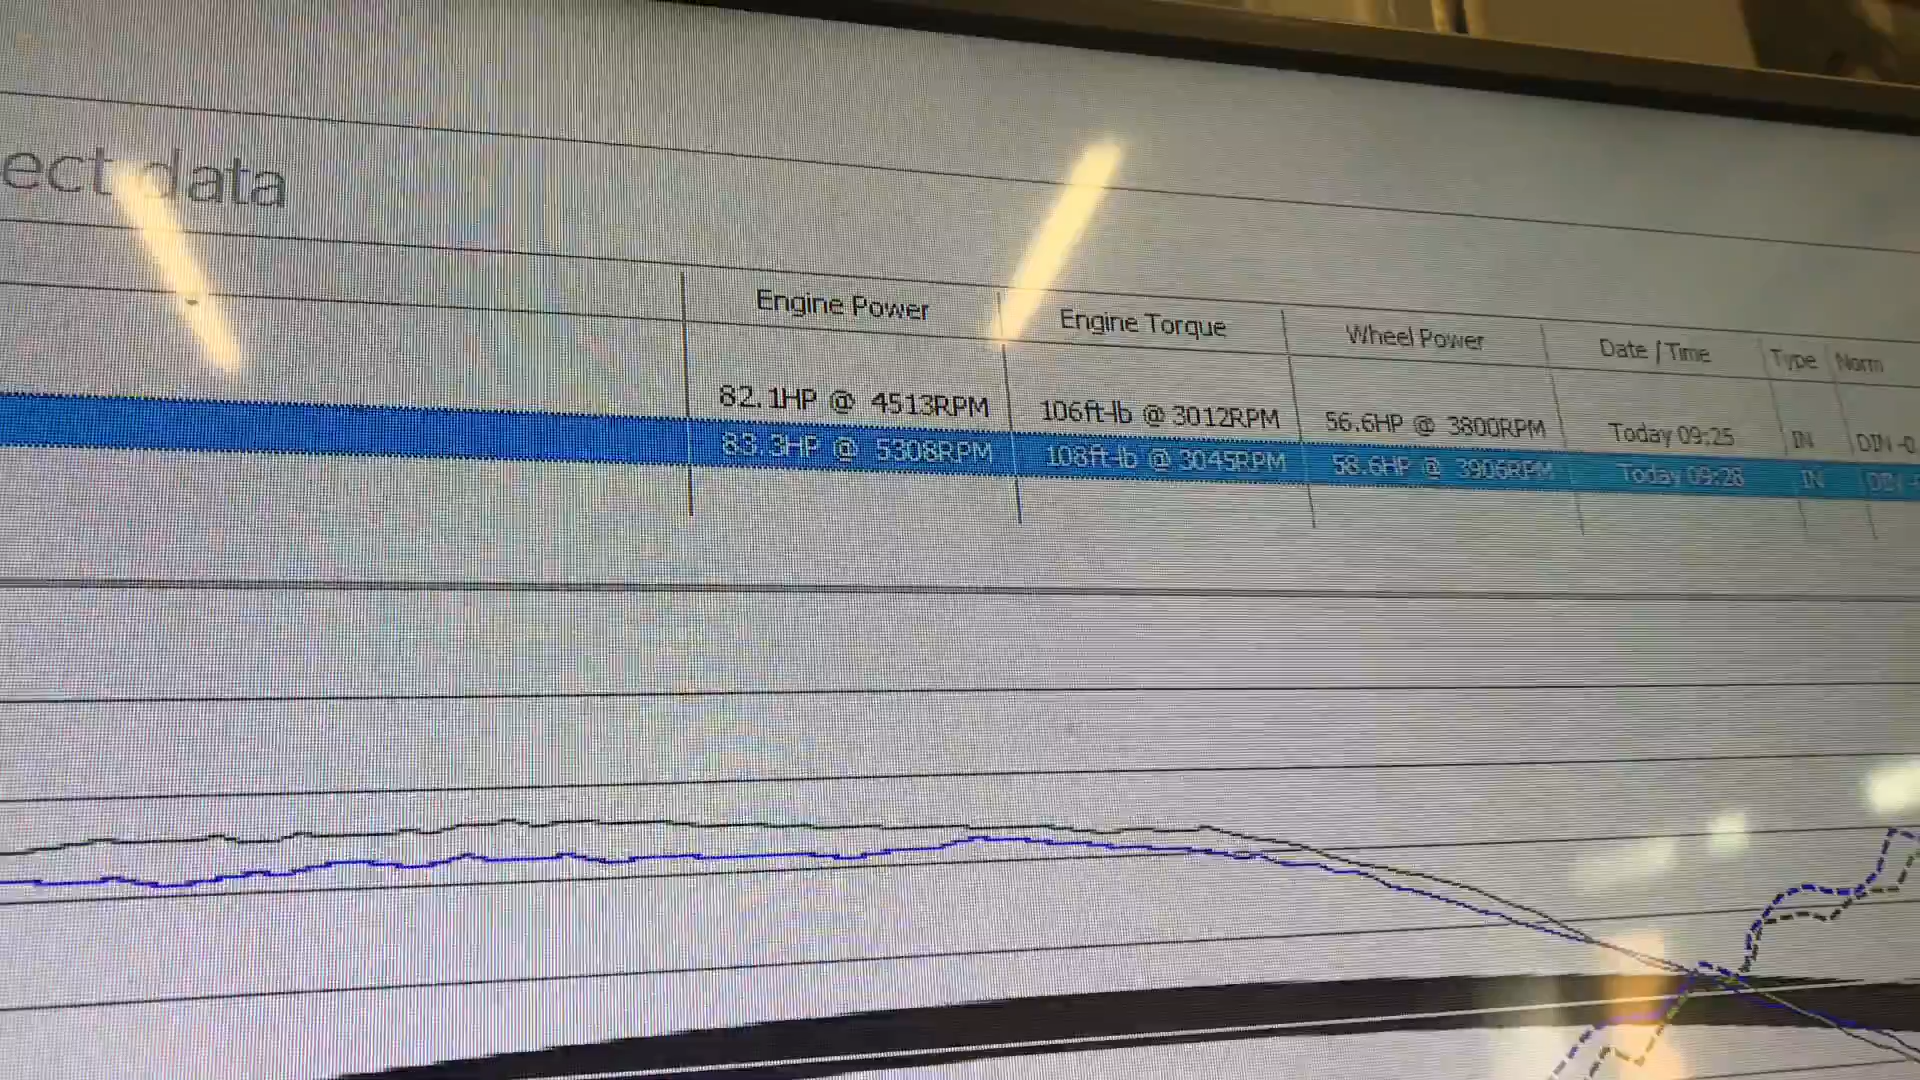 ect data
Engine Power Engine Torque Wheel Power Date / Time Type Norm
82.1HP @ 4513RPM 106ft-lb @ 3012RPM 56.6HP @ 3800RPM Today 09:25 IN DIN
83.3HP @ 5308RPM 108ft-lb @ 3045RPM 58.6HP @ 3906RPM Today 09:28 IN DIN